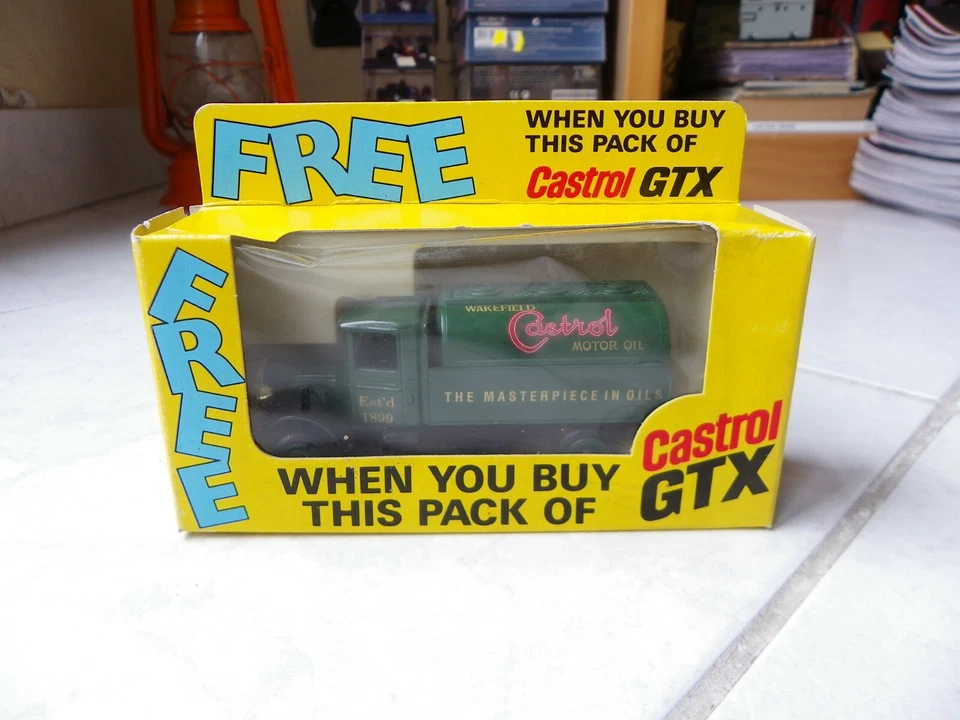 FREE
WHEN YOU BUY
THIS PACK OF
Castrol GTX
FREE
WAKEFIELD
Castrol
MOTOR OIL
THE MASTERPIECE IN OILS
Est'd
1899
WHEN YOU BUY
THIS PACK OF
Castrol
GTX